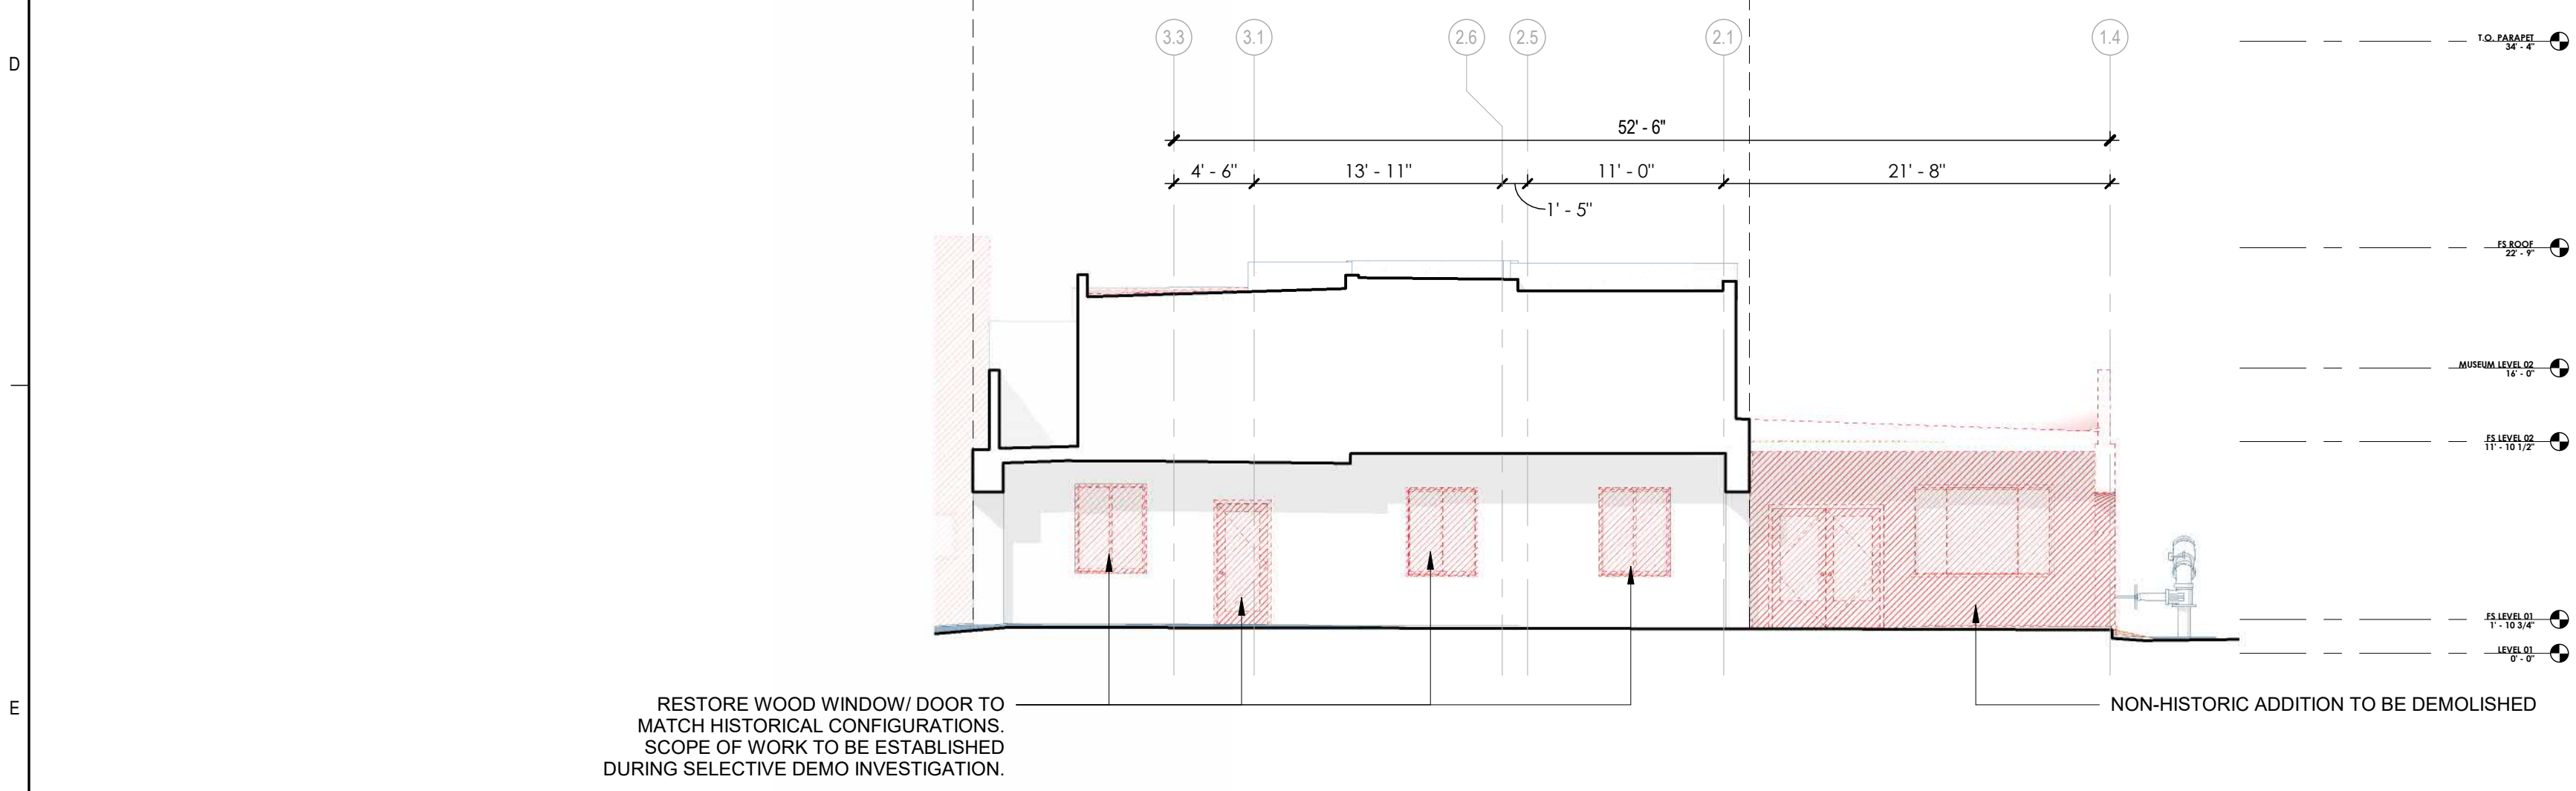 D
3.3
3.1
2.6
2.5
2.1
1.4
T.O. PARAPET
34' - 4"
52' - 6"
4' - 6"
13' - 11"
11' - 0"
21' - 8"
1' - 5"
FS ROOF
22' - 9"
MUSEUM LEVEL 02
16' - 0"
FS LEVEL 02
11' - 10 1/2"
FS LEVEL 01
1' - 10 3/4"
LEVEL 01
0' - 0"
E
RESTORE WOOD WINDOW/ DOOR TO
MATCH HISTORICAL CONFIGURATIONS.
SCOPE OF WORK TO BE ESTABLISHED
DURING SELECTIVE DEMO INVESTIGATION.
NON-HISTORIC ADDITION TO BE DEMOLISHED